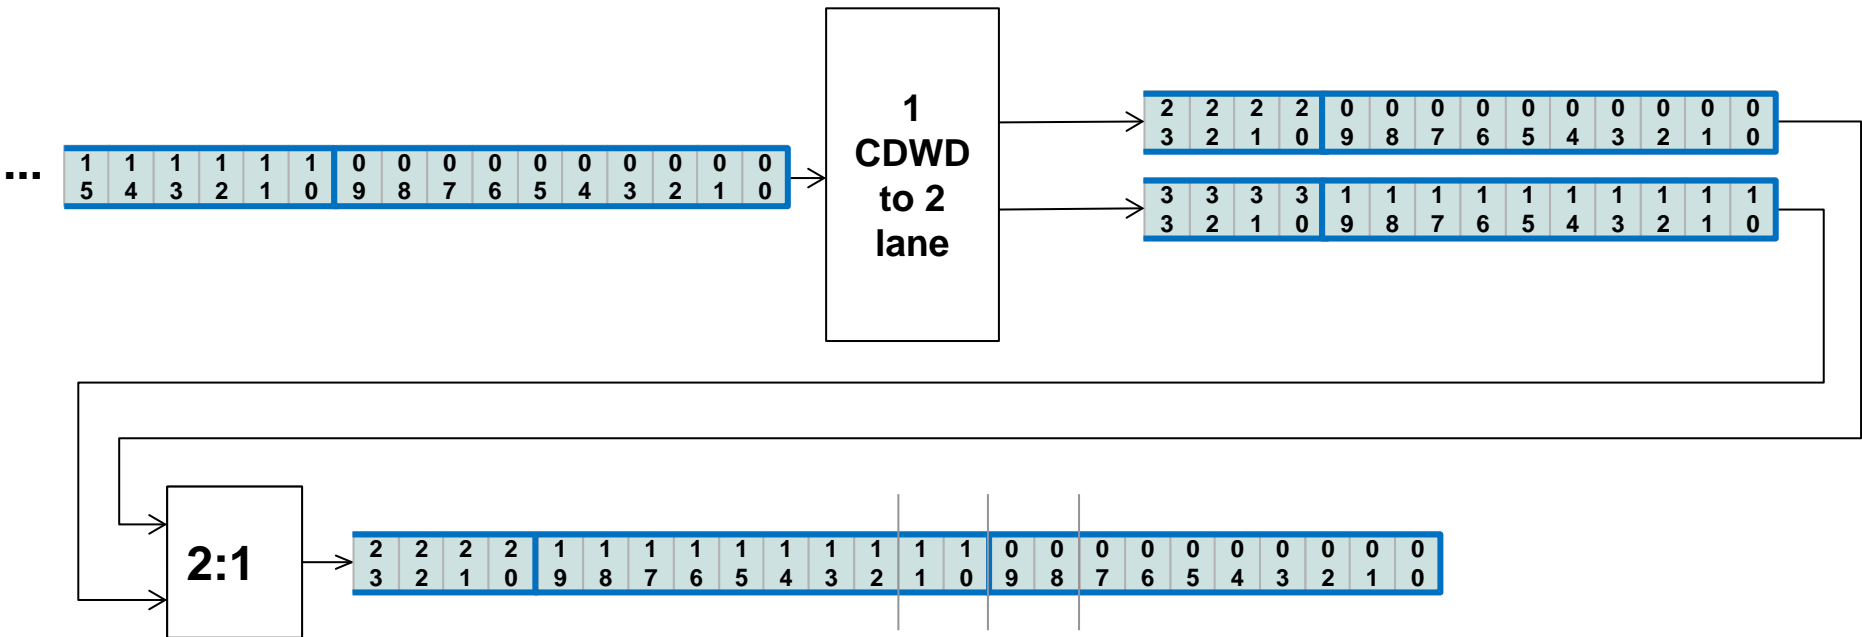 ... 1 1 1 1 1 1 0 0 0 0 0 0 0 0 0 0
5 4 3 2 1 0 9 8 7 6 5 4 3 2 1 0
1
CDWD
to 2
lane
2 2 2 2 0 0 0 0 0 0 0 0 0 0
3 2 1 0 9 8 7 6 5 4 3 2 1 0
3 3 3 3 1 1 1 1 1 1 1 1 1 1
3 2 1 0 9 8 7 6 5 4 3 2 1 0
2:1
2 2 2 2 1 1 1 1 1 1 1 1 1 1 0 0 0 0 0 0 0 0 0 0
3 2 1 0 9 8 7 6 5 4 3 2 1 0 9 8 7 6 5 4 3 2 1 0